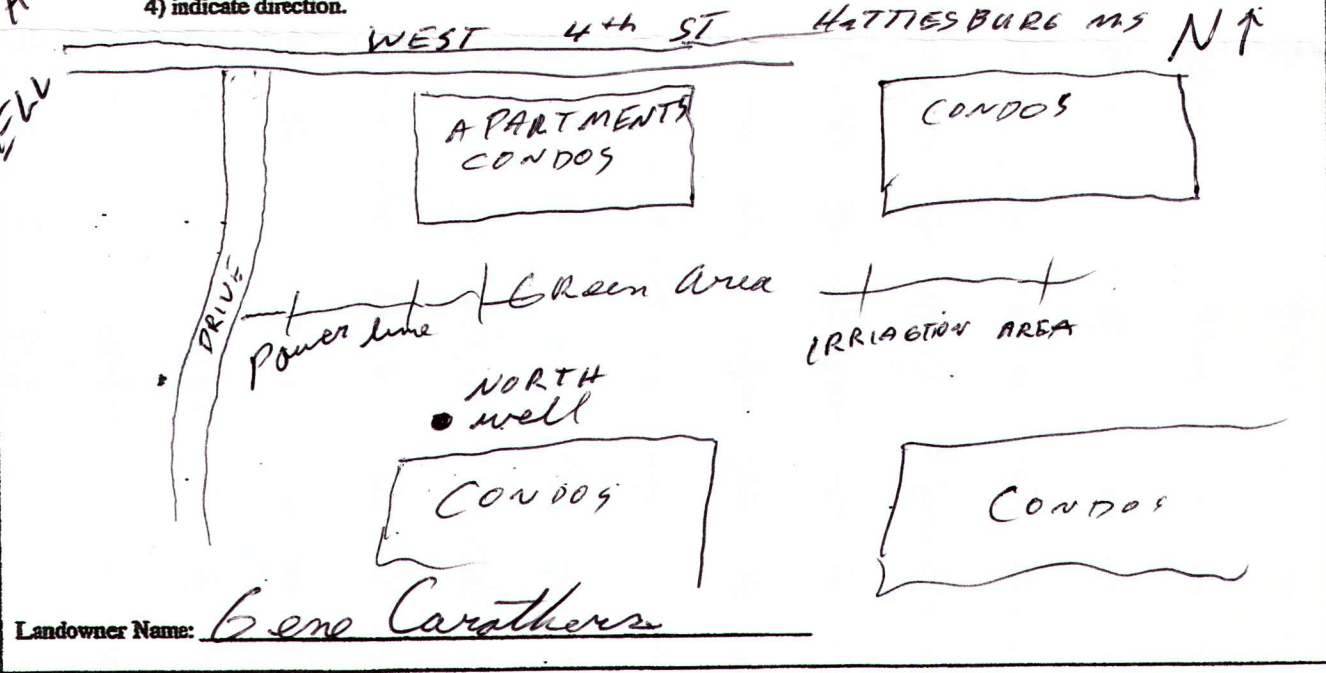 4) indicate direction.
WEST 4th ST HATTIESBURG MS N↑
ELL
APARTMENTS
CONDOS
CONDOS
DRIVE
Power line
GReen area
IRRIAGTION AREA
NORTH
well
CONDOS
CONDOS
Landowner Name: Gene Carothers